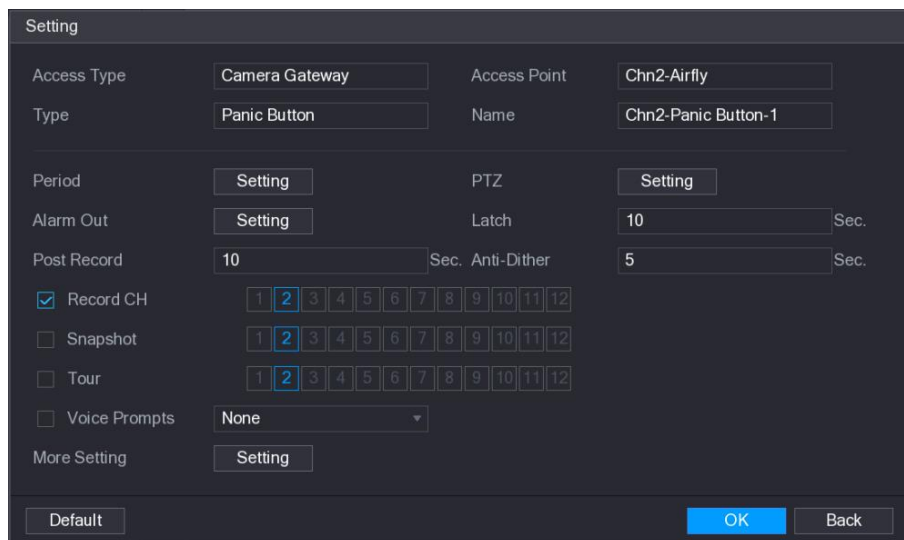 Setting
Access Type Camera Gateway Access Point Chn2-Airfly
Type Panic Button Name Chn2-Panic Button-1
Period Setting PTZ Setting
Alarm Out Setting Latch 10 Sec.
Post Record 10 Sec. Anti-Dither 5 Sec.
Record CH 1 2 3 4 5 6 7 8 9 10 11 12
Snapshot 1 2 3 4 5 6 7 8 9 10 11 12
Tour 1 2 3 4 5 6 7 8 9 10 11 12
Voice Prompts None
More Setting Setting
Default OK Back